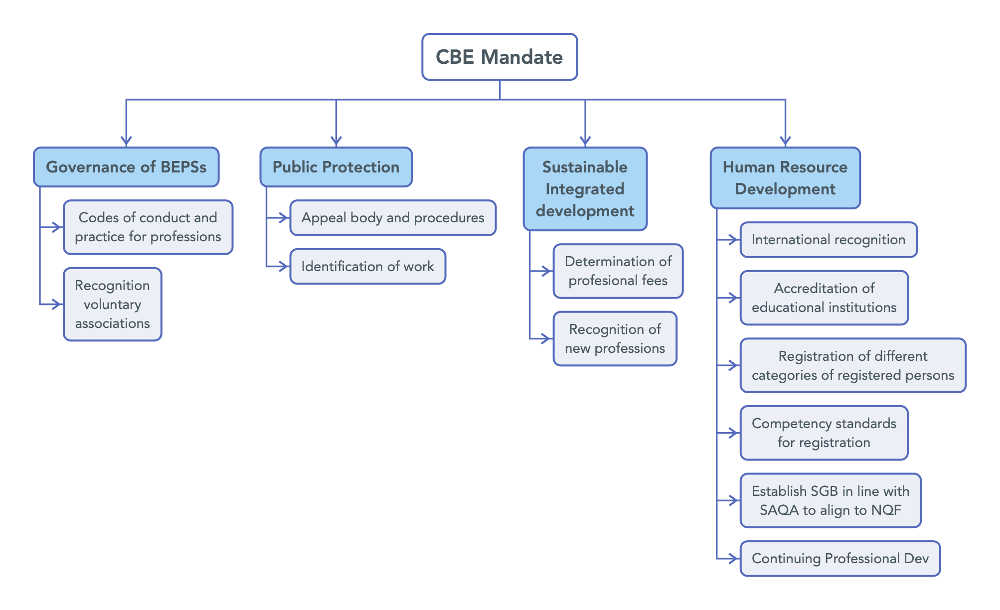 CBE Mandate
Governance of BEPSs
Codes of conduct and
practice for professions
Recognition
voluntary
associations
Public Protection
Appeal body and procedures
Identification of work
Sustainable
Integrated
development
Determination of
profesional fees
Recognition of
new professions
Human Resource
Development
International recognition
Accreditation of
educational institutions
Registration of different
categories of registered persons
Competency standards
for registration
Establish SGB in line with
SAQA to align to NQF
Continuing Professional Dev